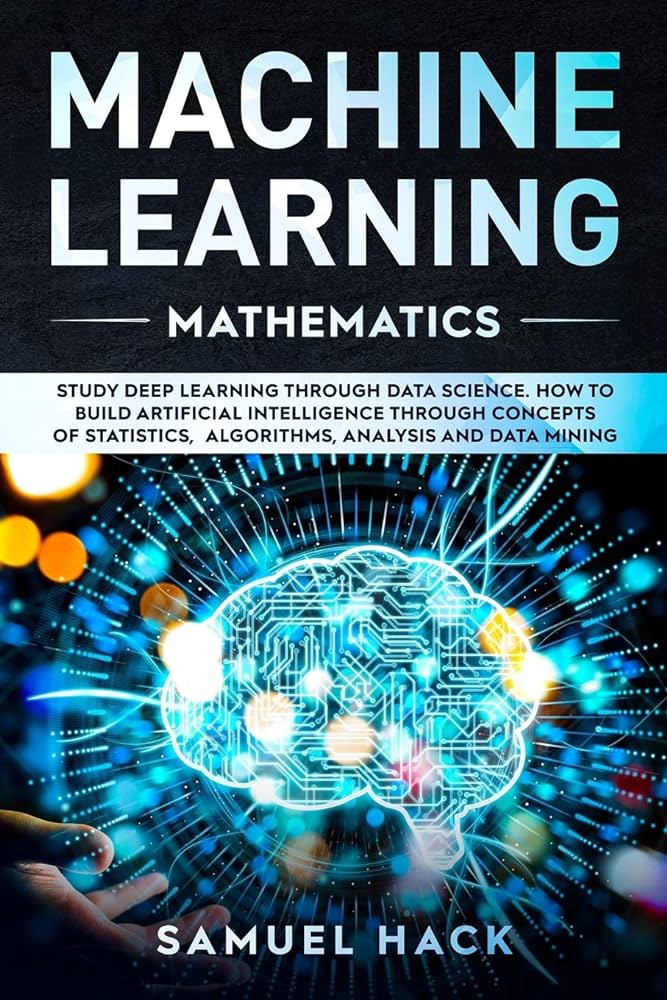 MACHINE
LEARNING
MATHEMATICS
STUDY DEEP LEARNING THROUGH DATA SCIENCE. HOW TO
BUILD ARTIFICIAL INTELLIGENCE THROUGH CONCEPTS
OF STATISTICS, ALGORITHMS, ANALYSIS AND DATA MINING
SAMUEL HACK